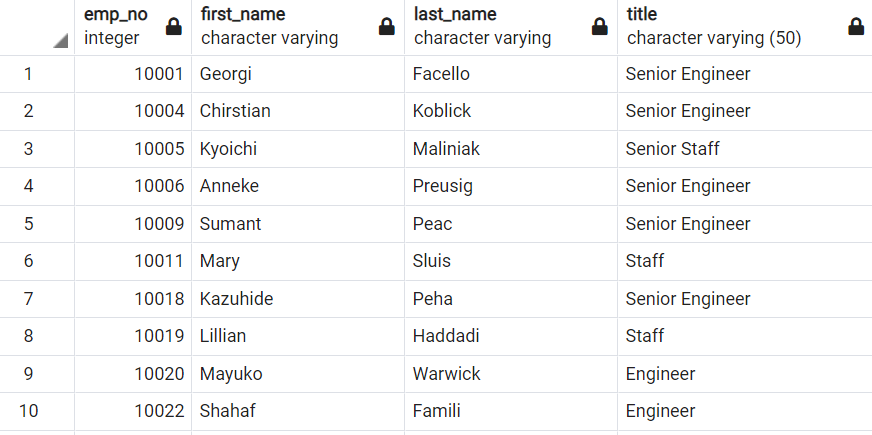 emp_no first_name last_name title
integer character varying character varying character varying (50)
1 10001 Georgi Facello Senior Engineer
2 10004 Chirstian Koblick Senior Engineer
3 10005 Kyoichi Maliniak Senior Staff
4 10006 Anneke Preusig Senior Engineer
5 10009 Sumant Peac Senior Engineer
6 10011 Mary Sluis Staff
7 10018 Kazuhide Peha Senior Engineer
8 10019 Lillian Haddadi Staff
9 10020 Mayuko Warwick Engineer
10 10022 Shahaf Famili Engineer